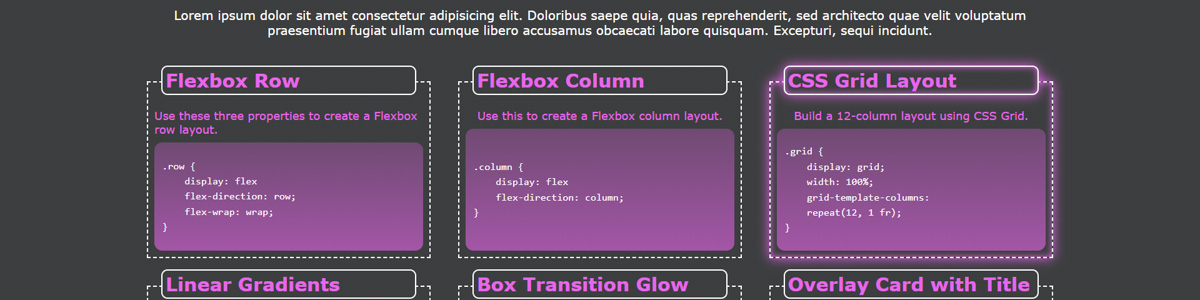 Lorem ipsum dolor sit amet consectetur adipisicing elit. Doloribus saepe quia, quas reprehenderit, sed architecto quae velit voluptatum
praesentium fugiat ullam cumque libero accusamus obcaecati labore quisquam. Excepturi, sequi incidunt.
Flexbox Row
Use these three properties to create a Flexbox
row layout.
.row {
display: flex
flex-direction: row;
flex-wrap: wrap;
}
Flexbox Column
Use this to create a Flexbox column layout.
.column {
display: flex
flex-direction: column;
}
CSS Grid Layout
Build a 12-column layout using CSS Grid.
.grid {
display: grid;
width: 100%;
grid-template-columns:
repeat(12, 1 fr);
}
Linear Gradients
Box Transition Glow
Overlay Card with Title